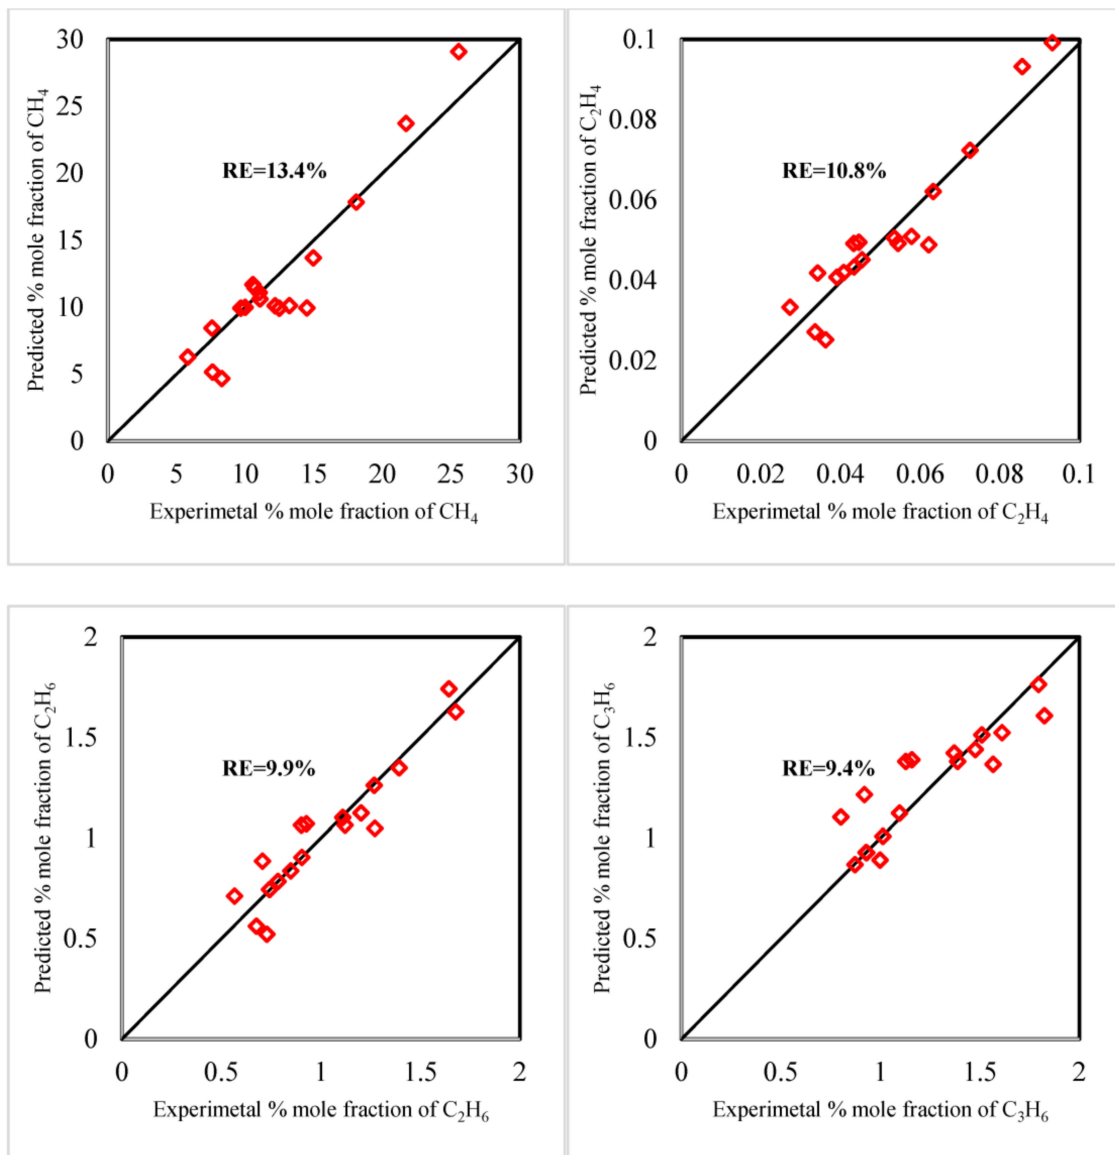 Predicted % mole fraction of CH₄
30
25
20
15
10
5
0
RE=13.4%
0 5 10 15 20 25 30
Experimetal % mole fraction of CH₄
Predicted % mole fraction of C₂H₄
0.1
0.08
0.06
0.04
0.02
0
RE=10.8%
0 0.02 0.04 0.06 0.08 0.1
Experimetal % mole fraction of C₂H₄
Predicted % mole fraction of C₂H₆
2
1.5
1
0.5
0
RE=9.9%
0 0.5 1 1.5 2
Experimetal % mole fraction of C₂H₆
Predicted % mole fraction of C₃H₆
2
1.5
1
0.5
0
RE=9.4%
0 0.5 1 1.5 2
Experimetal % mole fraction of C₃H₆